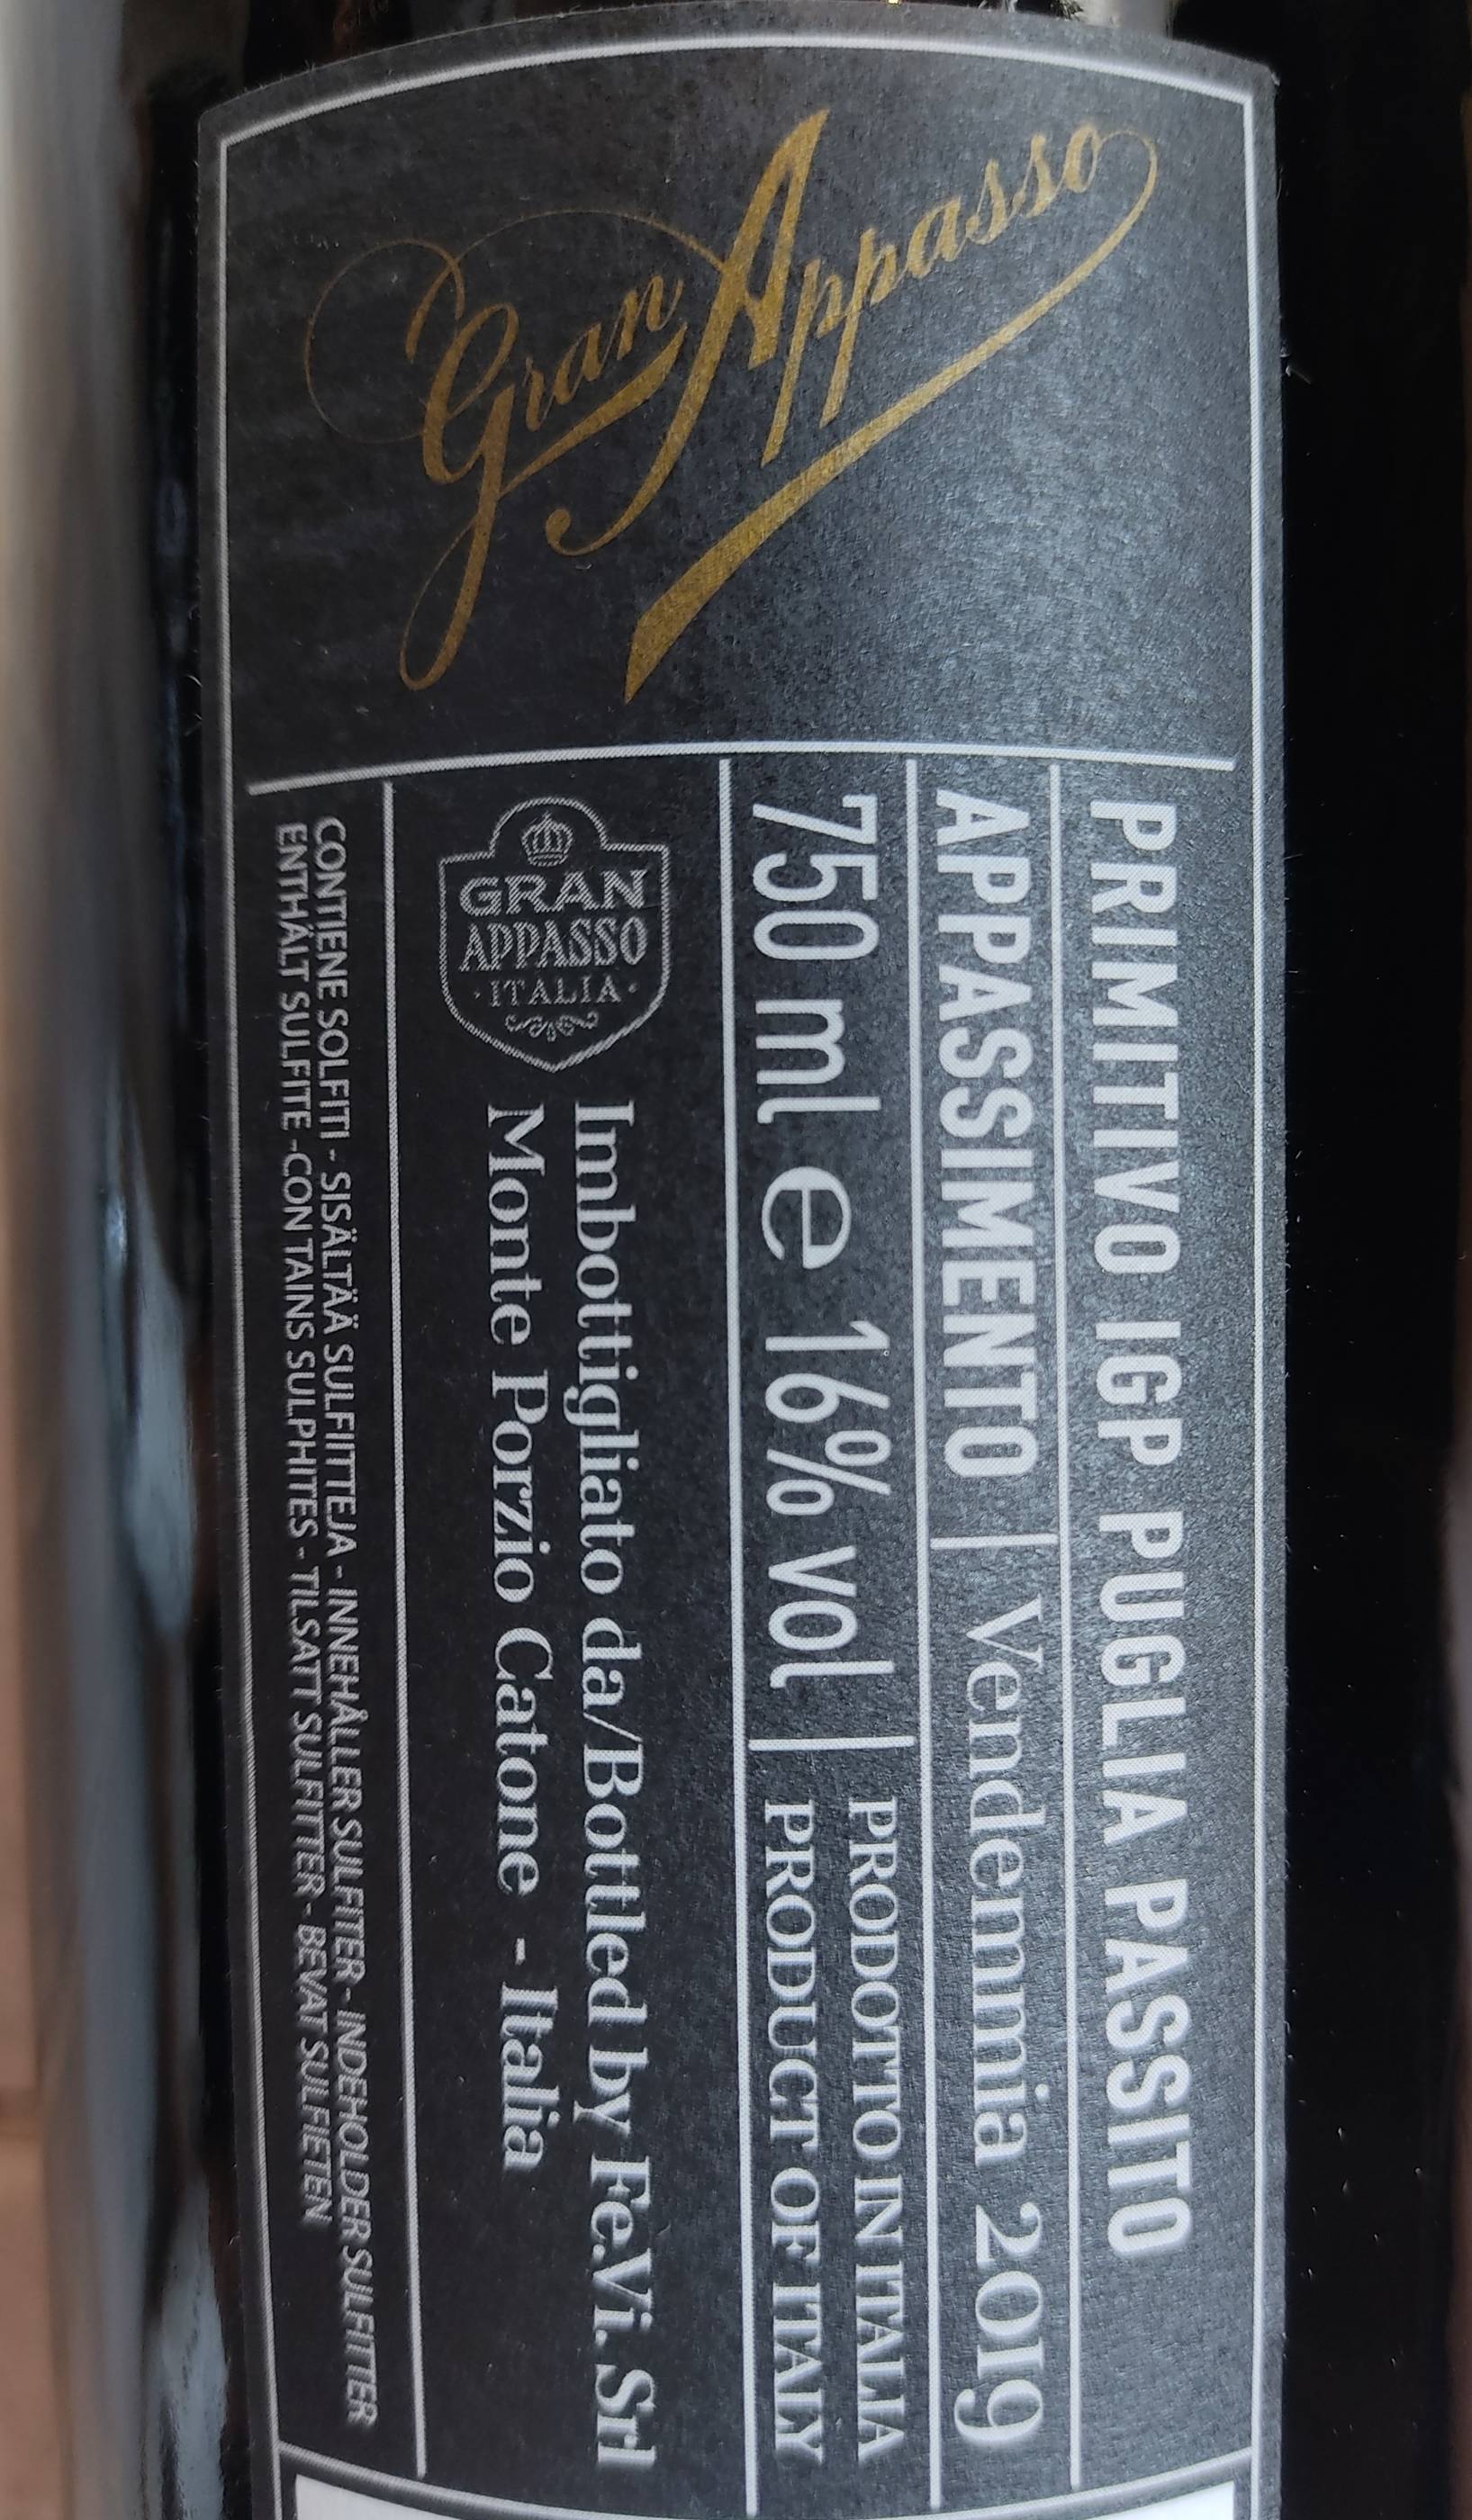 Gran Appasso
PRIMITIVO IGP PUGLIA PASSITO
APPASSIMENTO | Vendemmia 2019
750 ml e 16% vol
PRODOTTO IN ITALIA
PRODUCT OF ITALY
GRAN
APPASSO
·ITALIA·
Imbottigliato da/Bottled by Fe.Vi. Srl
Monte Porzio Catone - Italia
CONTIENE SOLFITI - SISÄLTÄÄ SULFIITTEJA - INNEHÅLLER SULFITER - INDEHOLDER SULFITTER
ENTHÄLT SULFITE -CON TAINS SULPHITES - TILSATT SULFITTER - BEVAT SULFIETEN